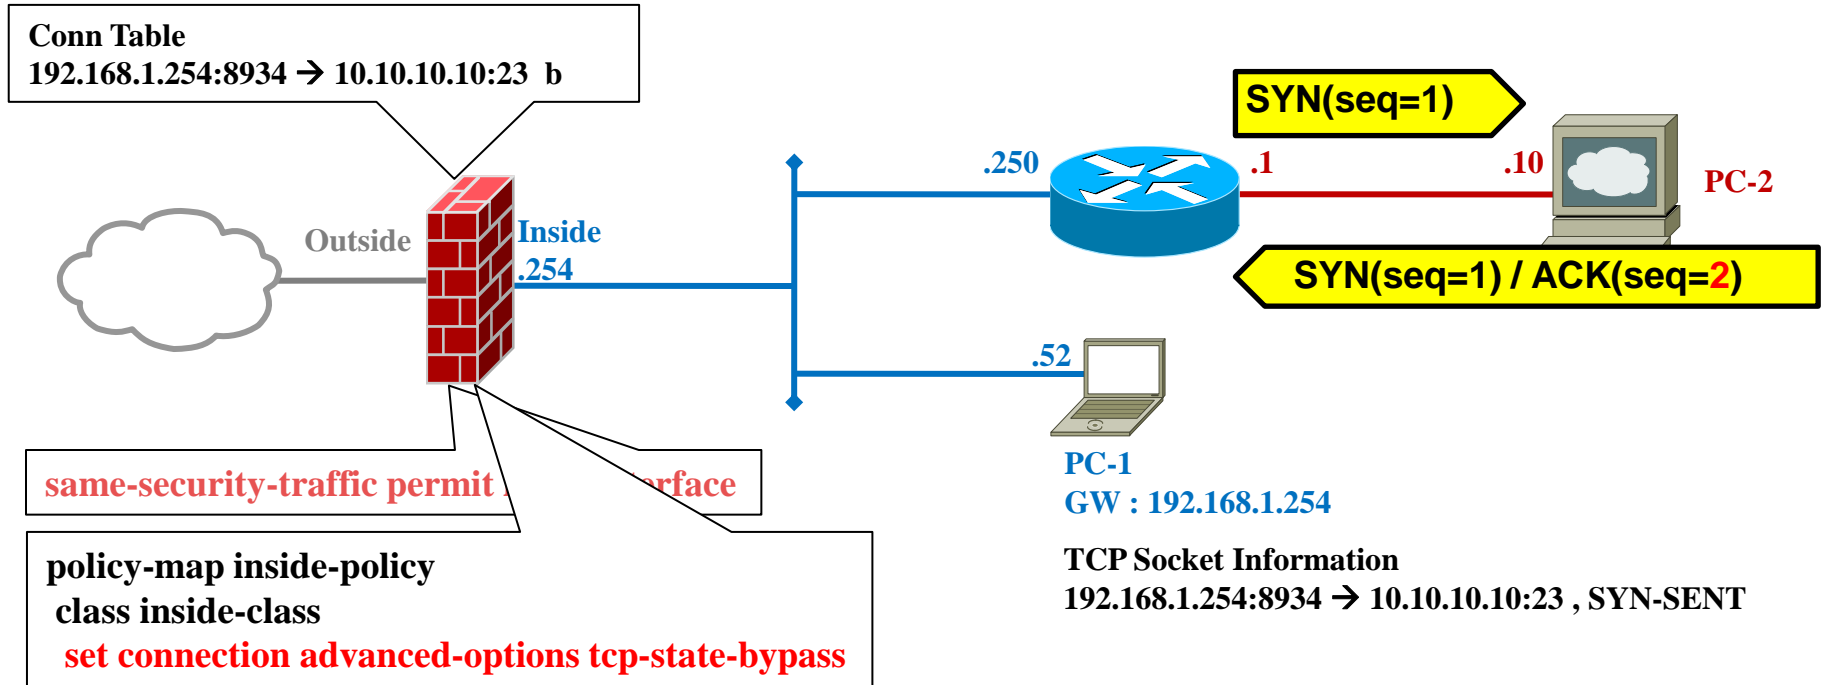 Conn Table
192.168.1.254:8934 → 10.10.10.10:23 b
SYN(seq=1)
.250
.1
.10
PC-2
Outside
Inside
.254
SYN(seq=1) / ACK(seq=2)
.52
same-security-traffic permit
PC-1
GW : 192.168.1.254
policy-map inside-policy
class inside-class
set connection advanced-options tcp-state-bypass
TCP Socket Information
192.168.1.254:8934 → 10.10.10.10:23 , SYN-SENT